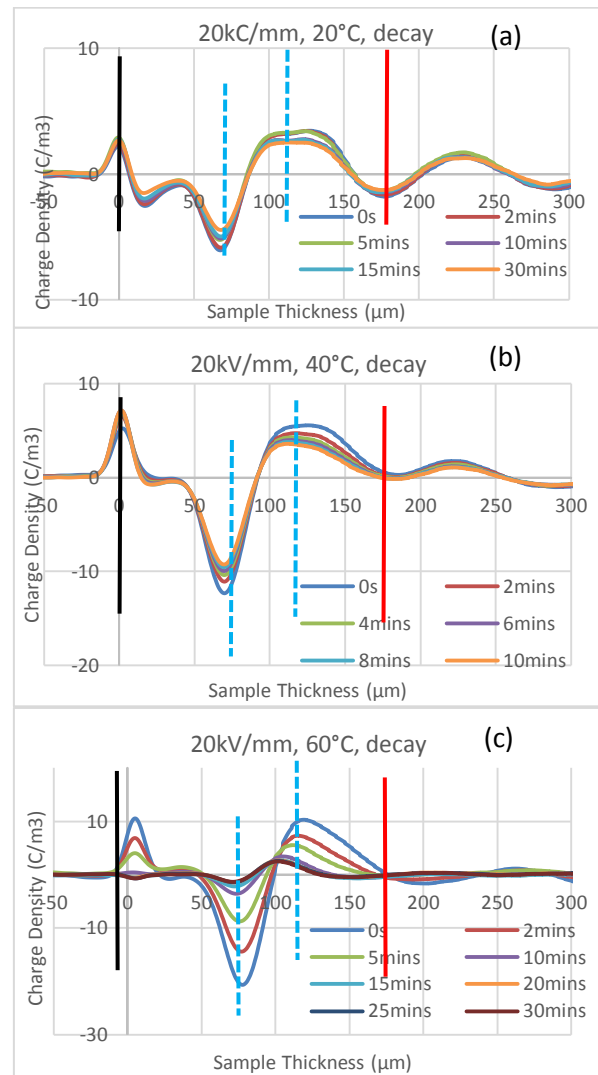 20kC/mm, 20°C, decay
(a)
Charge Density (C/m3)
10
0
-10
-50 0 50 100 150 200 250 300
0s 2mins
5mins 10mins
15mins 30mins
Sample Thickness (µm)
20kV/mm, 40°C, decay
(b)
Charge Density (C/m3)
10
0
-10
-20
-50 0 50 100 150 200 250 300
0s 2mins
4mins 6mins
8mins 10mins
Sample Thickness (µm)
20kV/mm, 60°C, decay
(c)
Charge Density (C/m3)
10
-10
-30
-50 0 50 100 150 200 250 300
0s 2mins
5mins 10mins
15mins 20mins
25mins 30mins
Sample Thickness (µm)